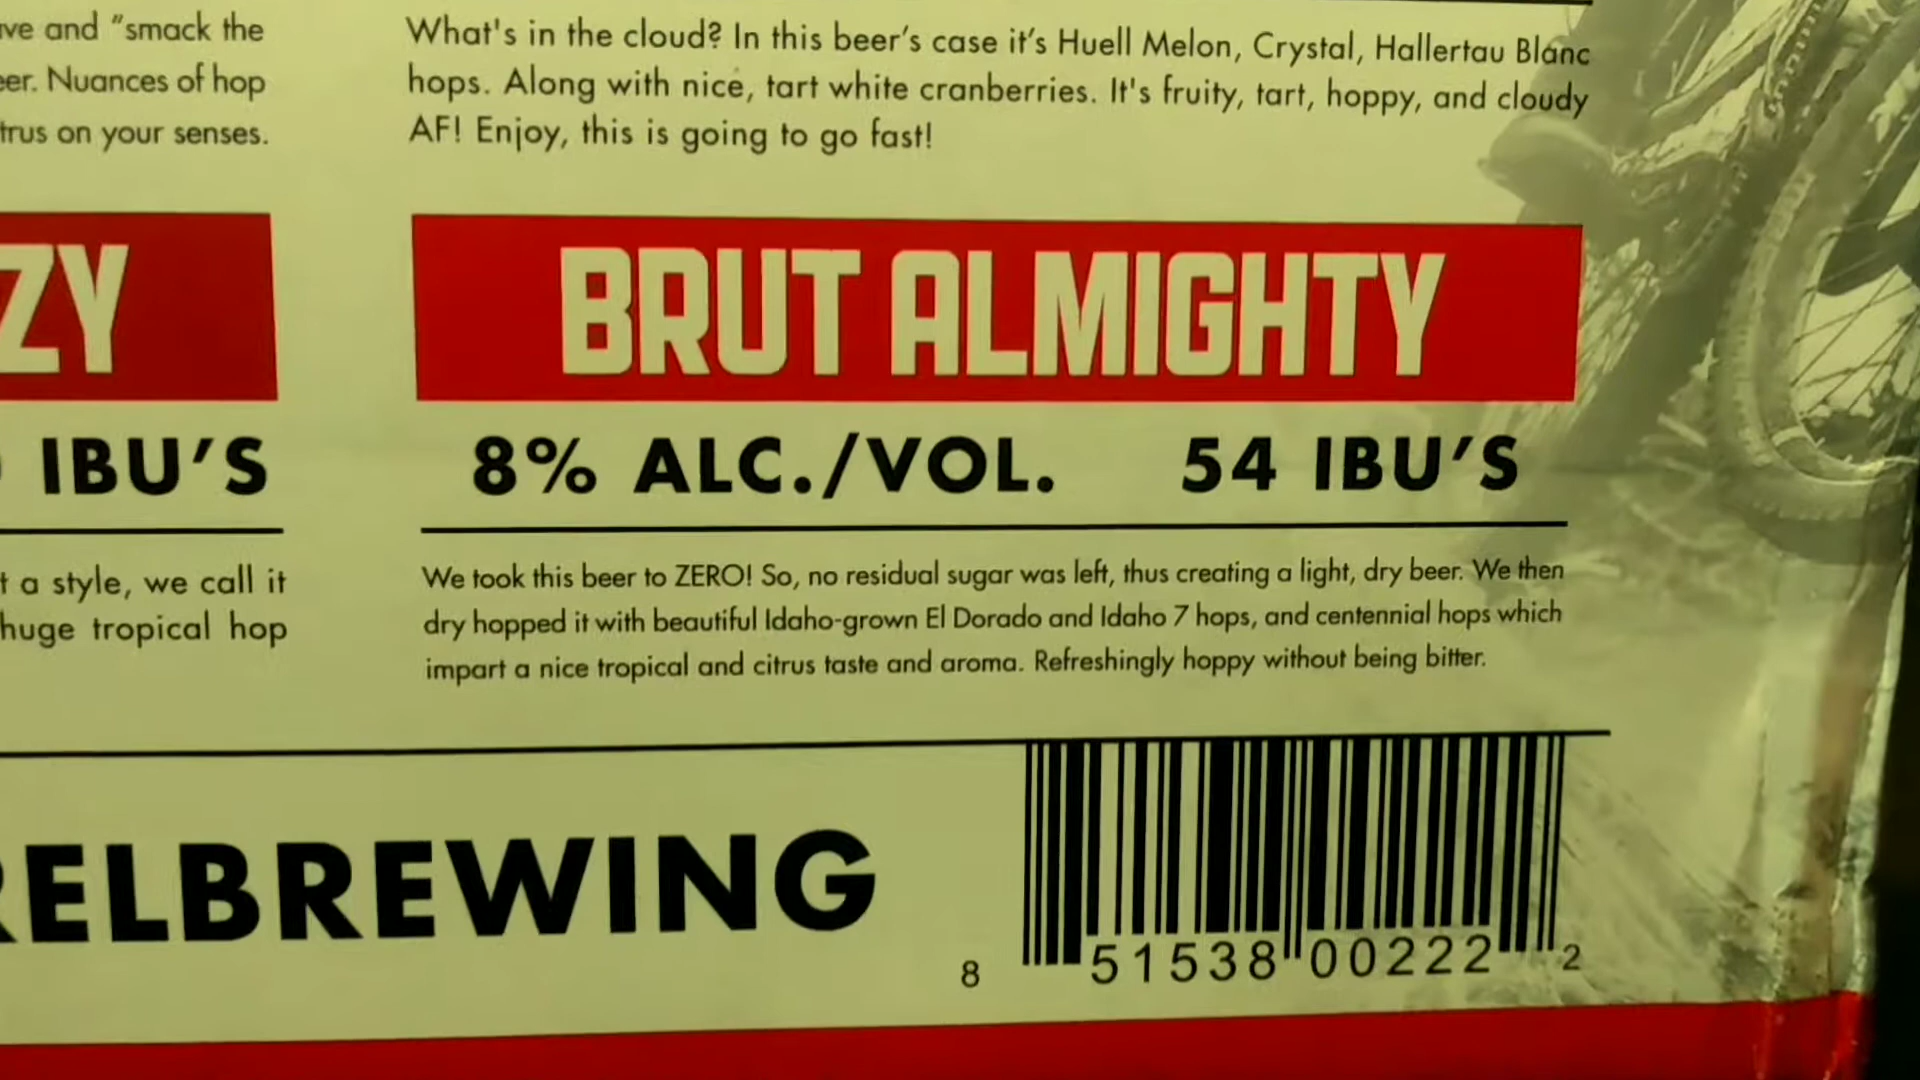 ve and “smack the
er. Nuances of hop
trus on your senses.
What's in the cloud? In this beer's case it's Huell Melon, Crystal, Hallertau Blanc
hops. Along with nice, tart white cranberries. It's fruity, tart, hoppy, and cloudy
AF! Enjoy, this is going to go fast!
ZY
BRUT ALMIGHTY
IBU'S
8% ALC./VOL. 54 IBU'S
t a style, we call it
huge tropical hop
We took this beer to ZERO! So, no residual sugar was left, thus creating a light, dry beer. We then
dry hopped it with beautiful Idaho-grown El Dorado and Idaho 7 hops, and centennial hops which
impart a nice tropical and citrus taste and aroma. Refreshingly hoppy without being bitter.
RELBREWING
8 51538 00222 2